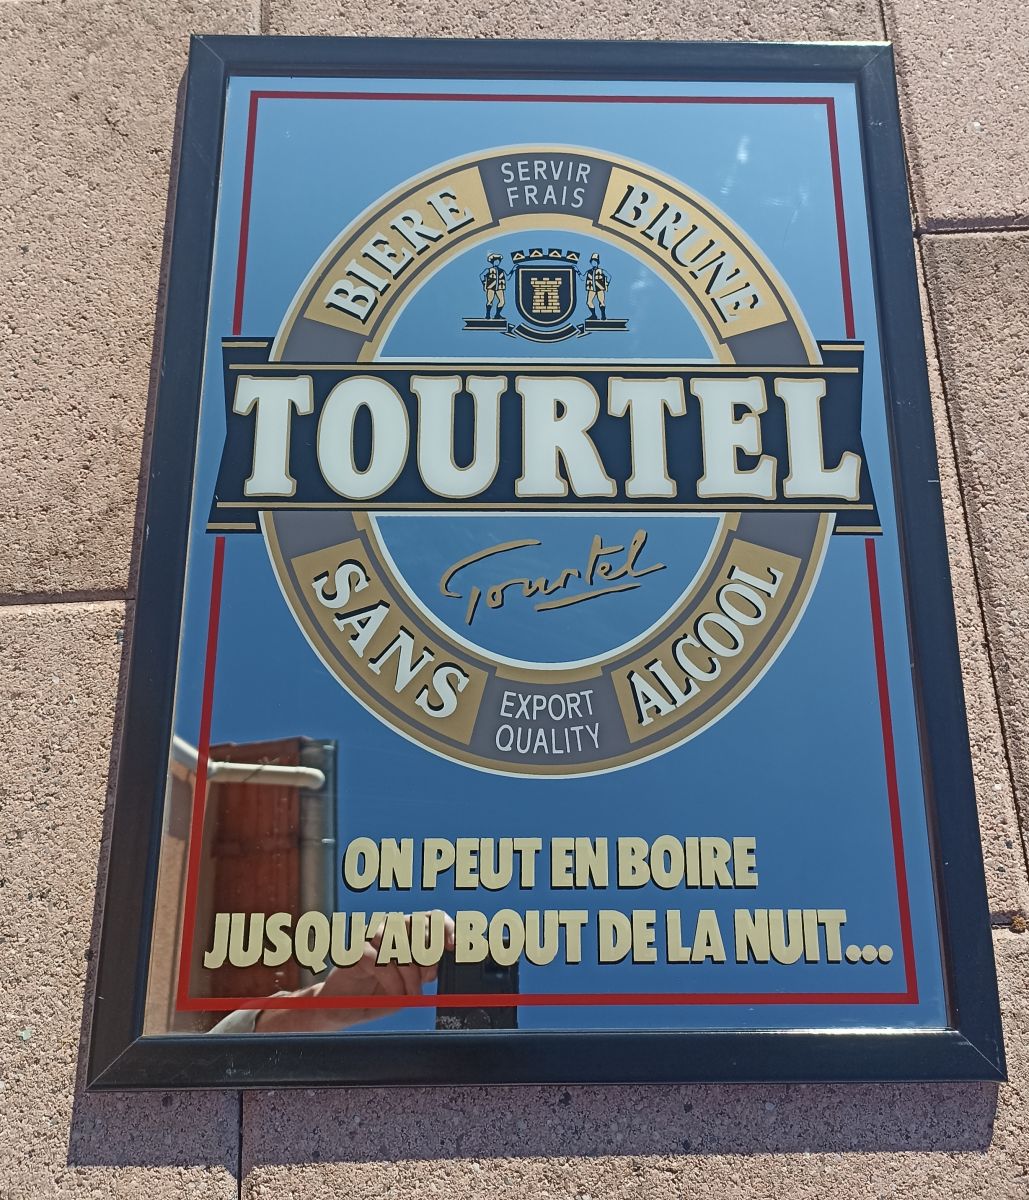 SERVIR
FRAIS
BIERE BRUNE
TOURTEL
Tourtel
SANS ALCOOL
EXPORT
QUALITY
ON PEUT EN BOIRE
JUSQU'AU BOUT DE LA NUIT...